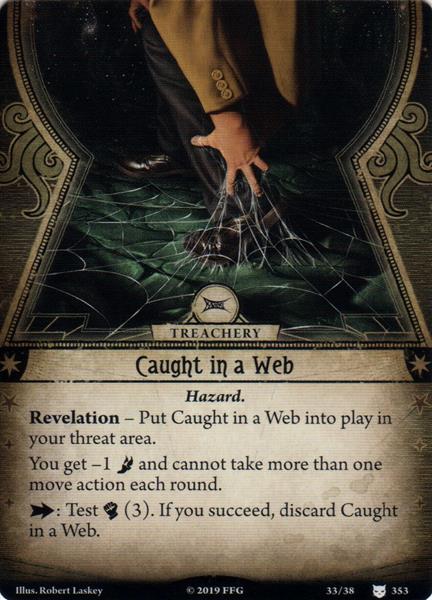 TREACHERY
Caught in a Web
Hazard.
Revelation – Put Caught in a Web into play in
your threat area.
You get –1 and cannot take more than one
move action each round.
: Test (3). If you succeed, discard Caught
in a Web.
Illus. Robert Laskey © 2019 FFG 33/38 353